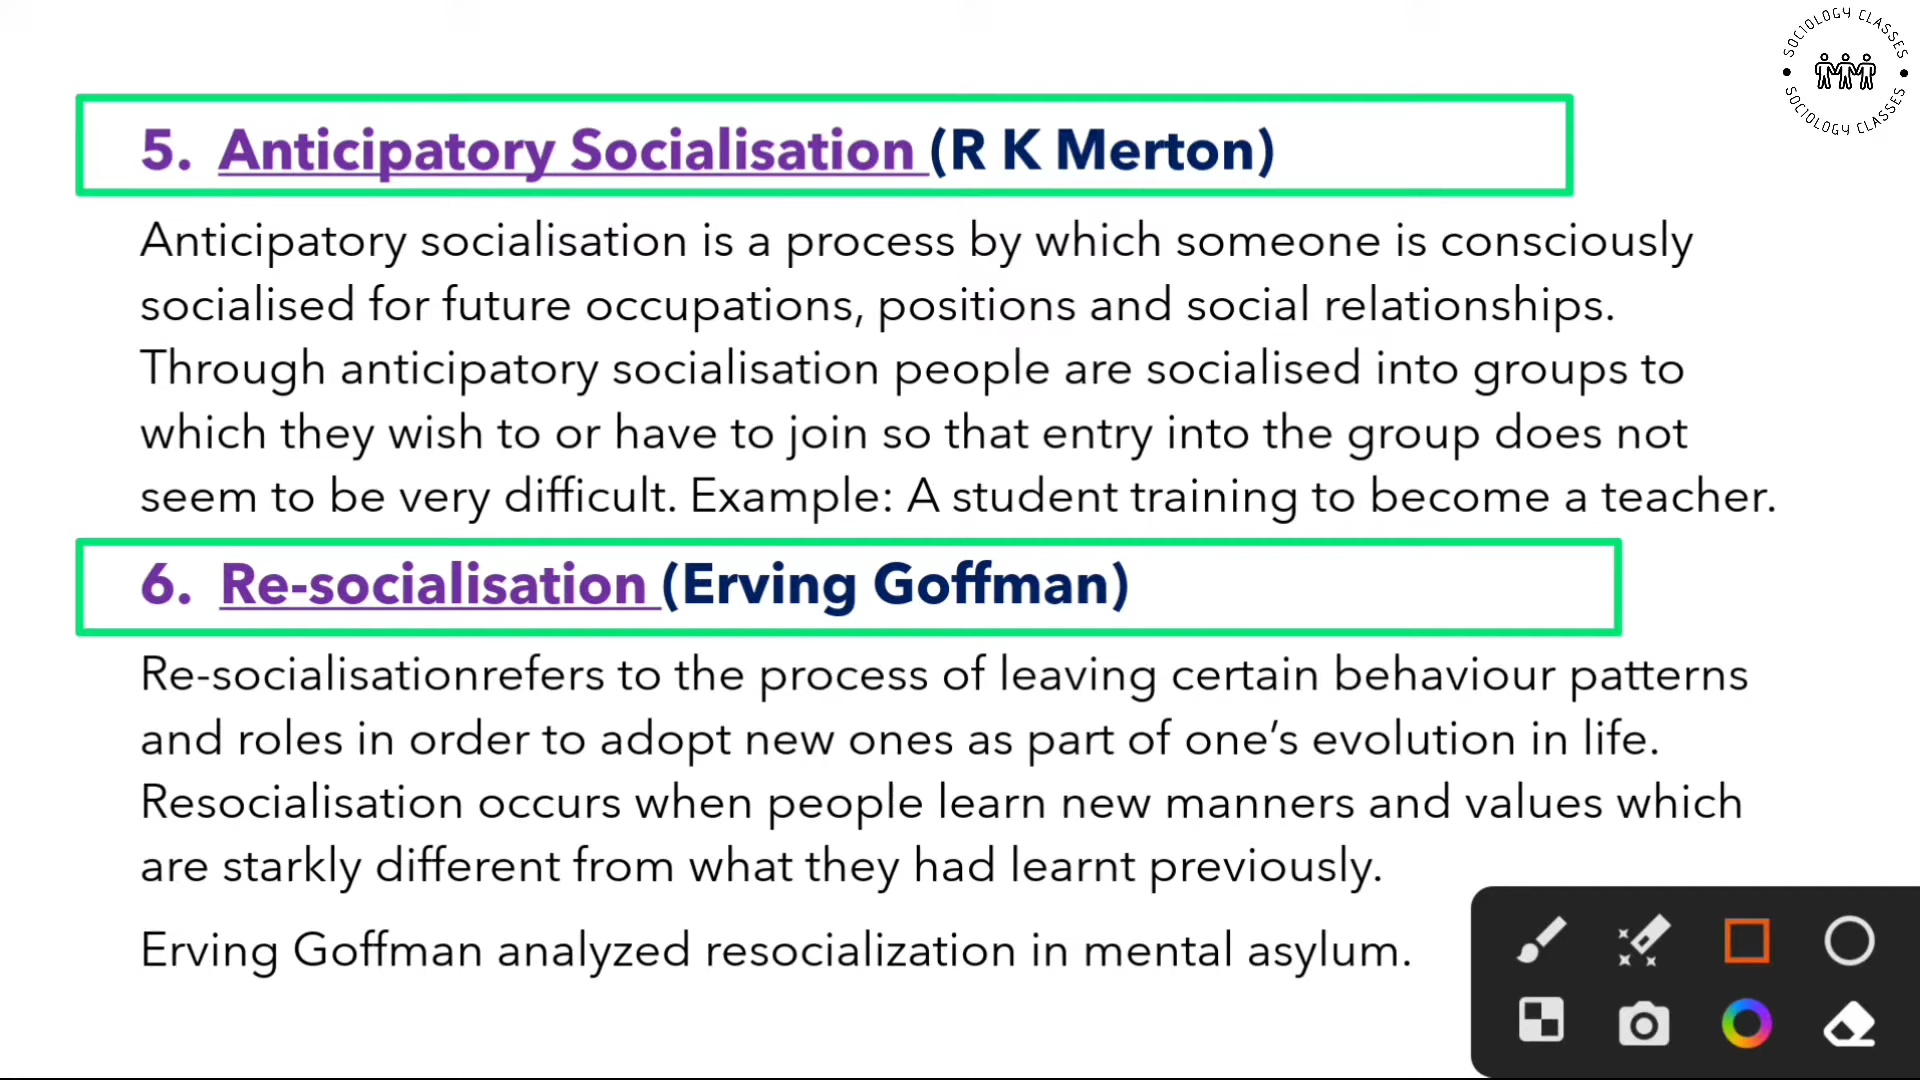 SOCIOLOGY CLASSES
SOCIOLOGY CLASSES
5. Anticipatory Socialisation (R K Merton)
Anticipatory socialisation is a process by which someone is consciously
socialised for future occupations, positions and social relationships.
Through anticipatory socialisation people are socialised into groups to
which they wish to or have to join so that entry into the group does not
seem to be very difficult. Example: A student training to become a teacher.
6. Re-socialisation (Erving Goffman)
Re-socialisationrefers to the process of leaving certain behaviour patterns
and roles in order to adopt new ones as part of one’s evolution in life.
Resocialisation occurs when people learn new manners and values which
are starkly different from what they had learnt previously.
Erving Goffman analyzed resocialization in mental asylum.